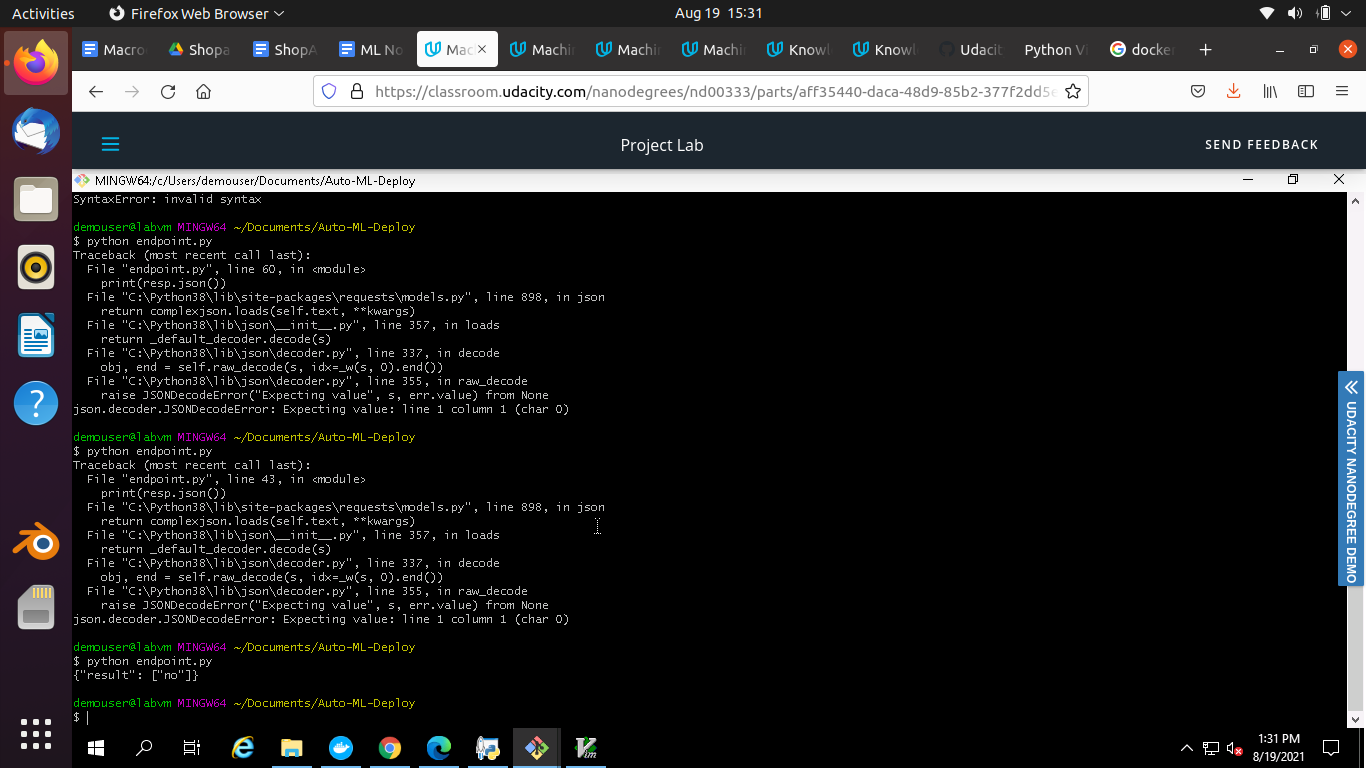 Activities
Firefox Web Browser
Aug 19 15:31
Macro
Shopa
ShopA
ML No
Mac
Machi
Machi
Machi
Knowl
Knowl
Udacit
Python V
docke
https://classroom.udacity.com/nanodegrees/nd00333/parts/aff35440-daca-48d9-85b2-377f2dd5e
Project Lab
SEND FEEDBACK
MINGW64:/c/Users/demouser/Documents/Auto-ML-Deploy
SyntaxError: invalid syntax
demouser@labvm MINGW64 ~/Documents/Auto-ML-Deploy
$ python endpoint.py
Traceback (most recent call last):
  File "endpoint.py", line 60, in <module>
    print(resp.json())
  File "C:\Python38\lib\site-packages\requests\models.py", line 898, in json
    return complexjson.loads(self.text, **kwargs)
  File "C:\Python38\lib\json\__init__.py", line 357, in loads
    return _default_decoder.decode(s)
  File "C:\Python38\lib\json\decoder.py", line 337, in decode
    obj, end = self.raw_decode(s, idx=_w(s, 0).end())
  File "C:\Python38\lib\json\decoder.py", line 355, in raw_decode
    raise JSONDecodeError("Expecting value", s, err.value) from None
json.decoder.JSONDecodeError: Expecting value: line 1 column 1 (char 0)
demouser@labvm MINGW64 ~/Documents/Auto-ML-Deploy
$ python endpoint.py
Traceback (most recent call last):
  File "endpoint.py", line 43, in <module>
    print(resp.json())
  File "C:\Python38\lib\site-packages\requests\models.py", line 898, in json
    return complexjson.loads(self.text, **kwargs)
  File "C:\Python38\lib\json\__init__.py", line 357, in loads
    return _default_decoder.decode(s)
  File "C:\Python38\lib\json\decoder.py", line 337, in decode
    obj, end = self.raw_decode(s, idx=_w(s, 0).end())
  File "C:\Python38\lib\json\decoder.py", line 355, in raw_decode
    raise JSONDecodeError("Expecting value", s, err.value) from None
json.decoder.JSONDecodeError: Expecting value: line 1 column 1 (char 0)
demouser@labvm MINGW64 ~/Documents/Auto-ML-Deploy
$ python endpoint.py
{"result": ["no"]}
demouser@labvm MINGW64 ~/Documents/Auto-ML-Deploy
$
UDACITY NANODEGREE DEMO
1:31 PM
8/19/2021